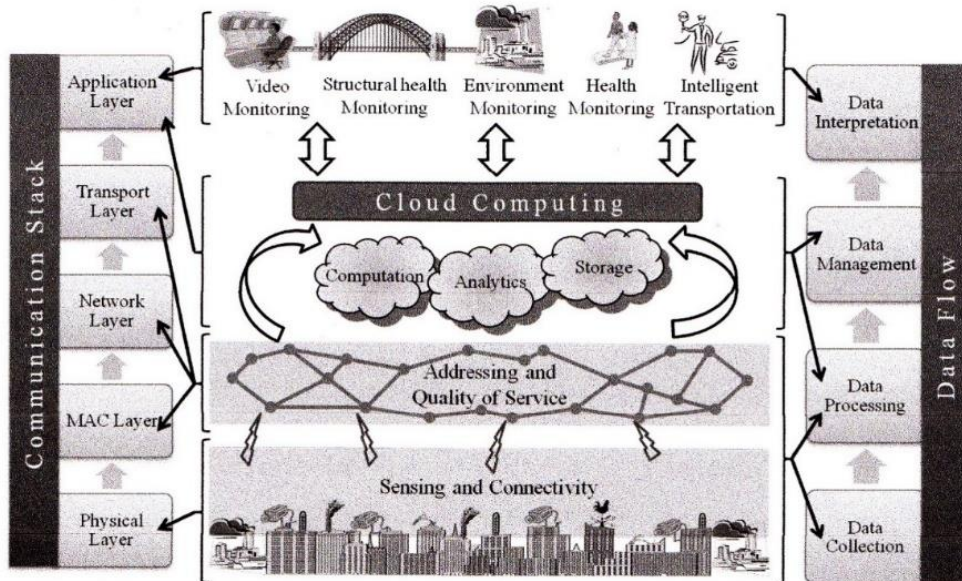 Communication Stack
Application
Layer
Transport
Layer
Network
Layer
MAC Layer
Physical
Layer
Video
Monitoring
Structural health
Monitoring
Environment
Monitoring
Health
Monitoring
Intelligent
Transportation
Cloud Computing
Computation
Analytics
Storage
Addressing and
Quality of Service
Sensing and Connectivity
Data
Interpretation
Data
Management
Data
Processing
Data
Collection
Data Flow